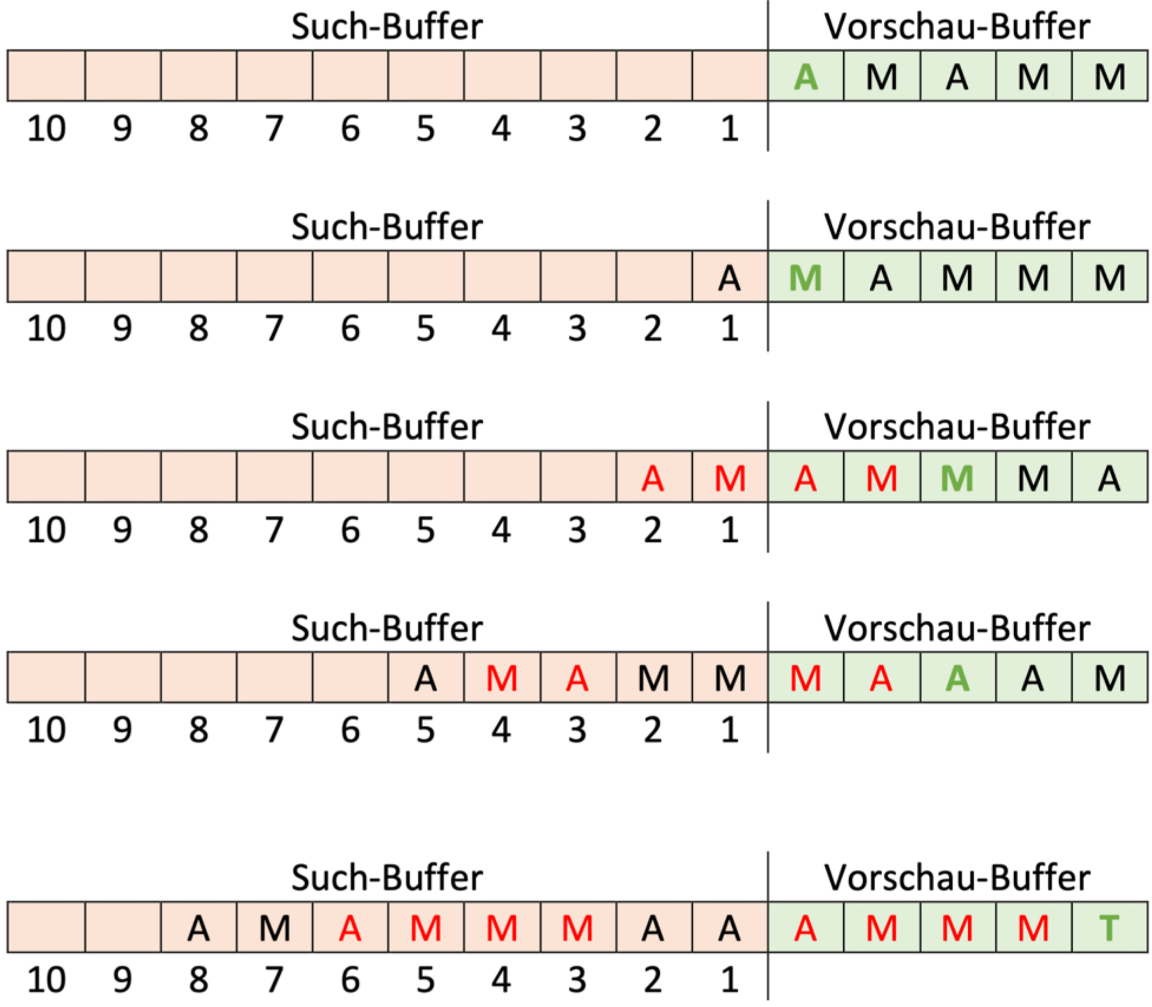 Such-Buffer Vorschau-Buffer
A M A M M
10 9 8 7 6 5 4 3 2 1
Such-Buffer Vorschau-Buffer
A M A M M M
10 9 8 7 6 5 4 3 2 1
Such-Buffer Vorschau-Buffer
A M A M M M A
10 9 8 7 6 5 4 3 2 1
Such-Buffer Vorschau-Buffer
A M A M M M A A A M
10 9 8 7 6 5 4 3 2 1
Such-Buffer Vorschau-Buffer
A M A M M M A A A M M M T
10 9 8 7 6 5 4 3 2 1